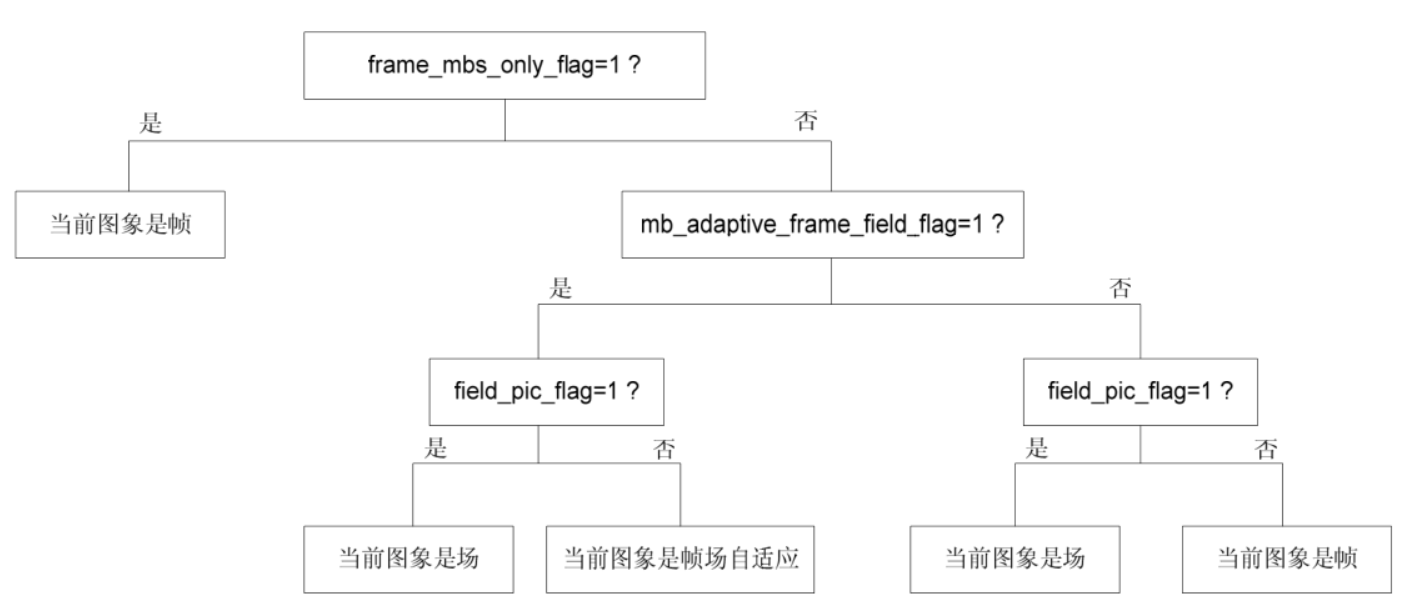 frame_mbs_only_flag=1 ?
是
否
当前图象是帧
mb_adaptive_frame_field_flag=1 ?
是
否
field_pic_flag=1 ?
field_pic_flag=1 ?
是
否
是
否
当前图象是场
当前图象是帧场自适应
当前图象是场
当前图象是帧